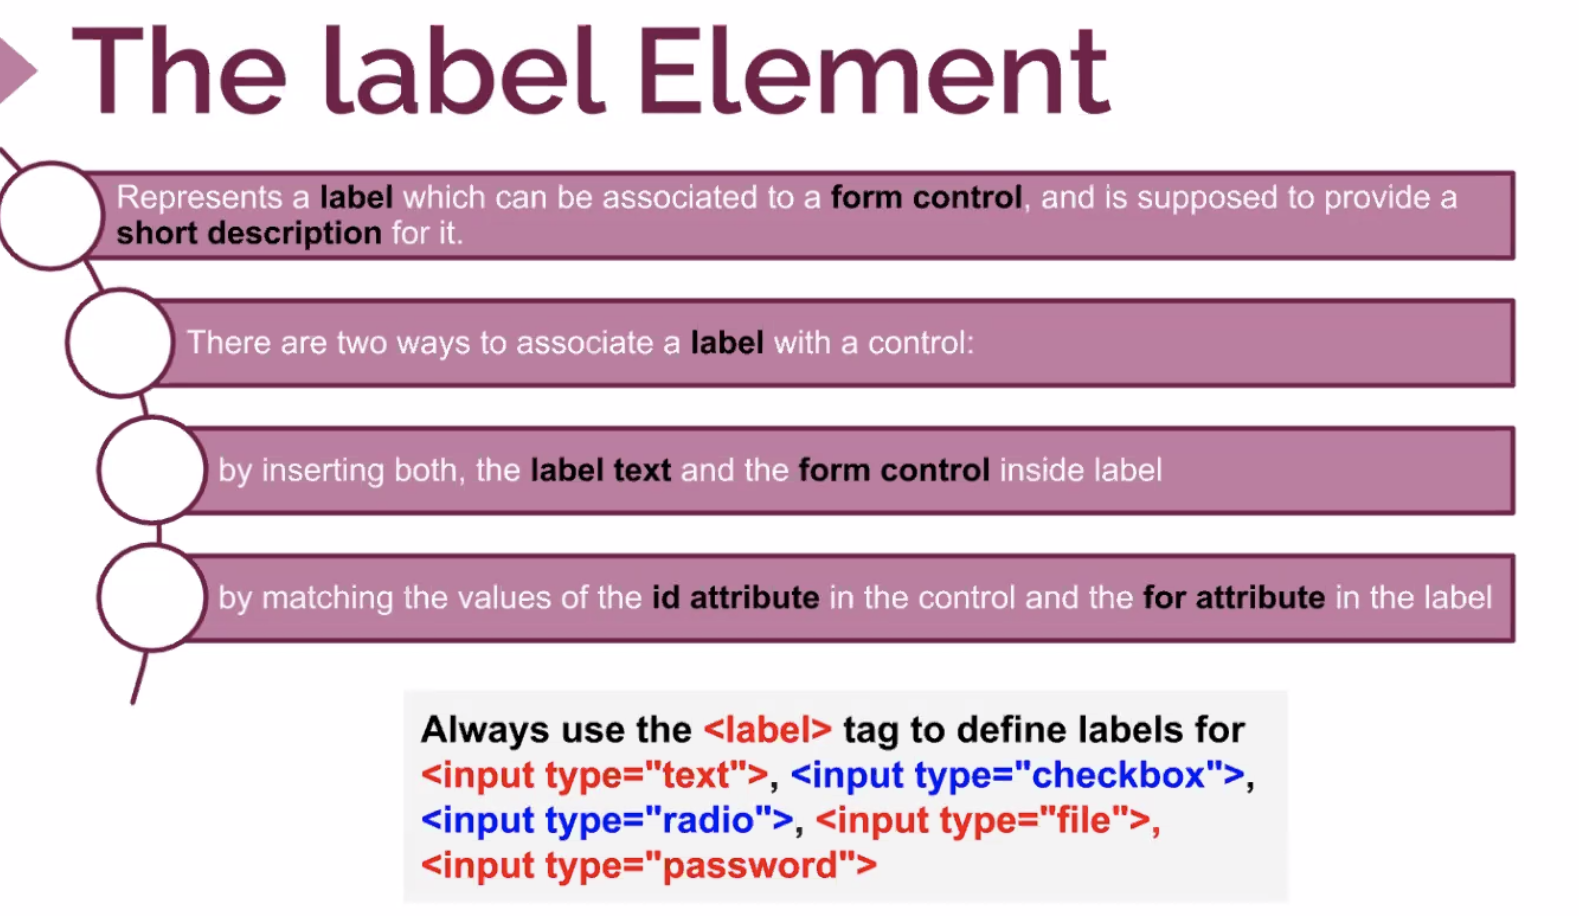 The label Element
Represents a label which can be associated to a form control, and is supposed to provide a
short description for it.
There are two ways to associate a label with a control:
by inserting both, the label text and the form control inside label
by matching the values of the id attribute in the control and the for attribute in the label
Always use the <label> tag to define labels for
<input type="text">, <input type="checkbox">,
<input type="radio">, <input type="file">,
<input type="password">